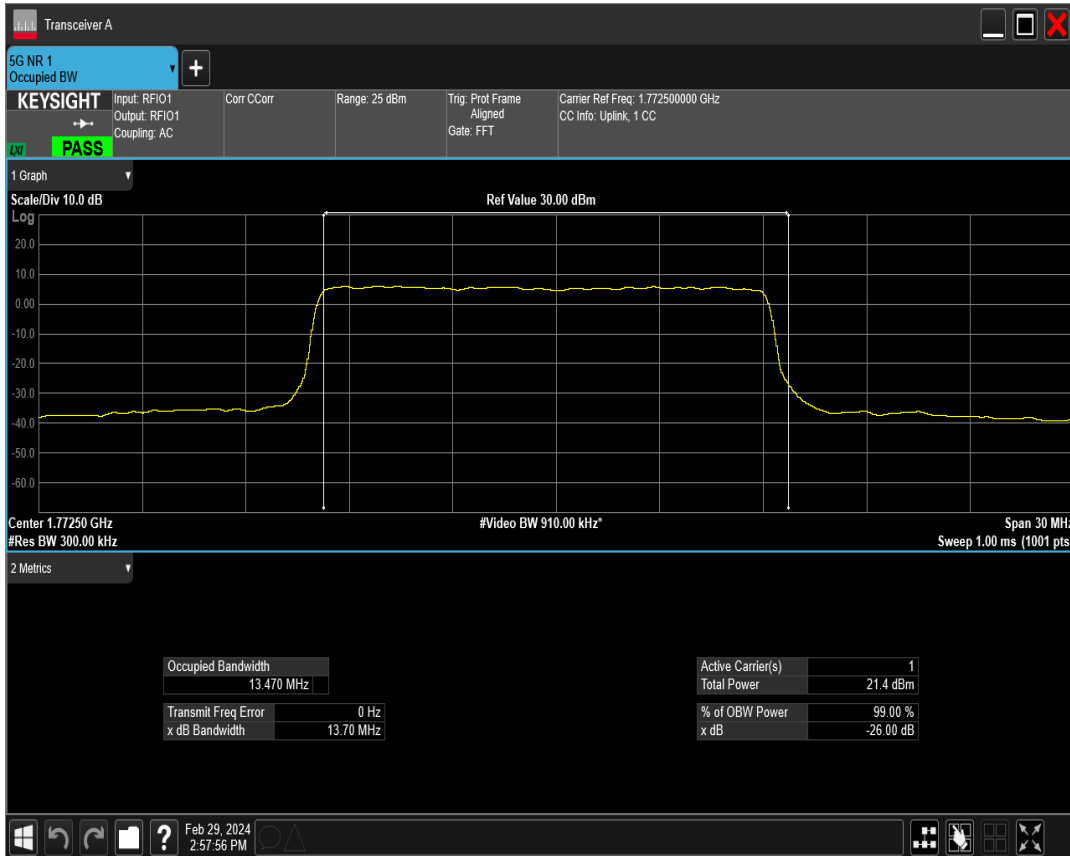 Transceiver A
5G NR 1
Occupied BW
+
KEYSIGHT
LXI
PASS
Input: RFIO1
Output: RFIO1
Coupling: AC
Corr CCorr
Range: 25 dBm
Trig: Prot Frame
Aligned
Gate: FFT
Carrier Ref Freq: 1.772500000 GHz
CC Info: Uplink, 1 CC
1 Graph
Scale/Div 10.0 dB
Ref Value 30.00 dBm
Log
20.0
10.0
0.00
-10.0
-20.0
-30.0
-40.0
-50.0
-60.0
Center 1.77250 GHz
#Video BW 910.00 kHz*
Span 30 MHz
#Res BW 300.00 kHz
Sweep 1.00 ms (1001 pts
2 Metrics
Occupied Bandwidth
13.470 MHz
Transmit Freq Error 0 Hz
x dB Bandwidth 13.70 MHz
Active Carrier(s) 1
Total Power 21.4 dBm
% of OBW Power 99.00 %
x dB -26.00 dB
?
Feb 29, 2024
2:57:56 PM